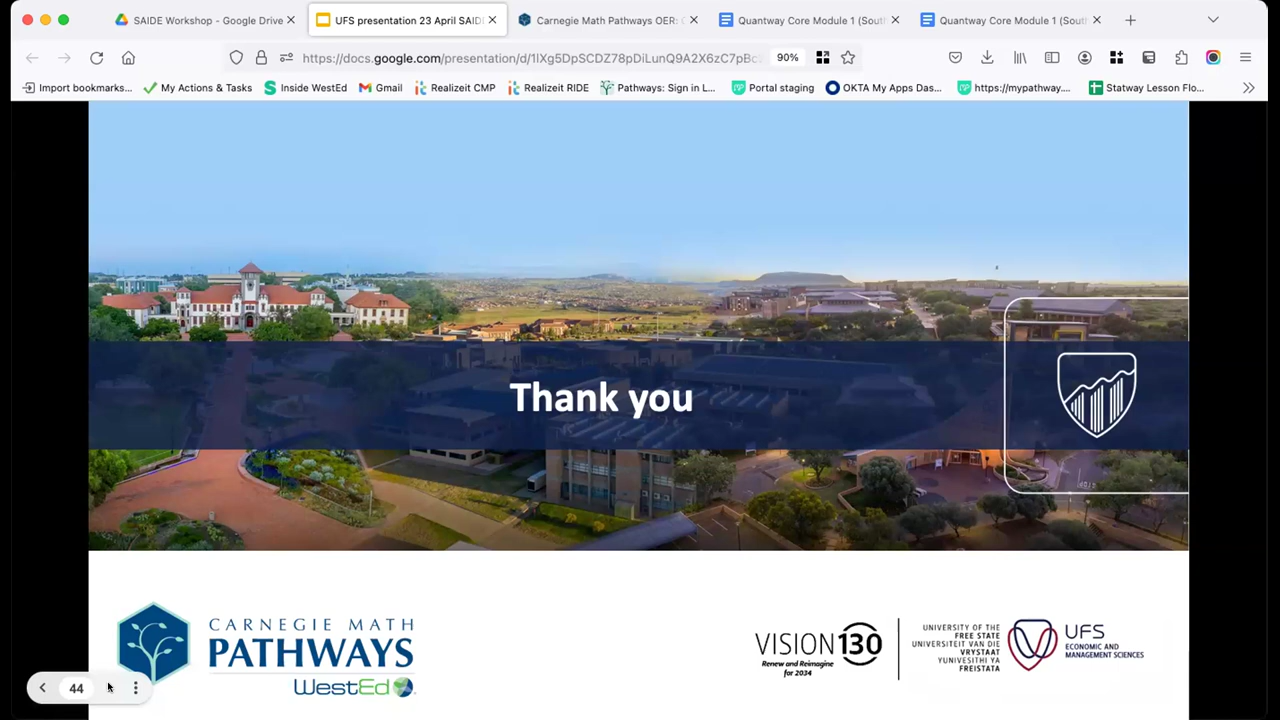 SAIDE Workshop - Google Drive
UFS presentation 23 April SAID
Carnegie Math Pathways OER:
Quantway Core Module 1 (Sout
Quantway Core Module 1 (Sout
https://docs.google.com/presentation/d/
90%
Import bookmarks...
My Actions & Tasks
Inside WestEd
Gmail
Realizeit CMP
Realizeit RIDE
Pathways: Sign in L...
Portal staging
OKTA My Apps Das...
https://mypathway....
Statway Lesson Flo...
Thank you
CARNEGIE MATH
PATHWAYS
WestEd
VISION130
Renew and Reimagine
for 2034
UNIVERSITY OF THE
FREE STATE
UNIVERSITEIT VAN DIE
VRYSTAAT
YUNIVESITHI YA
FREISTATA
UFS
ECONOMIC AND
MANAGEMENT SCIENCES
44